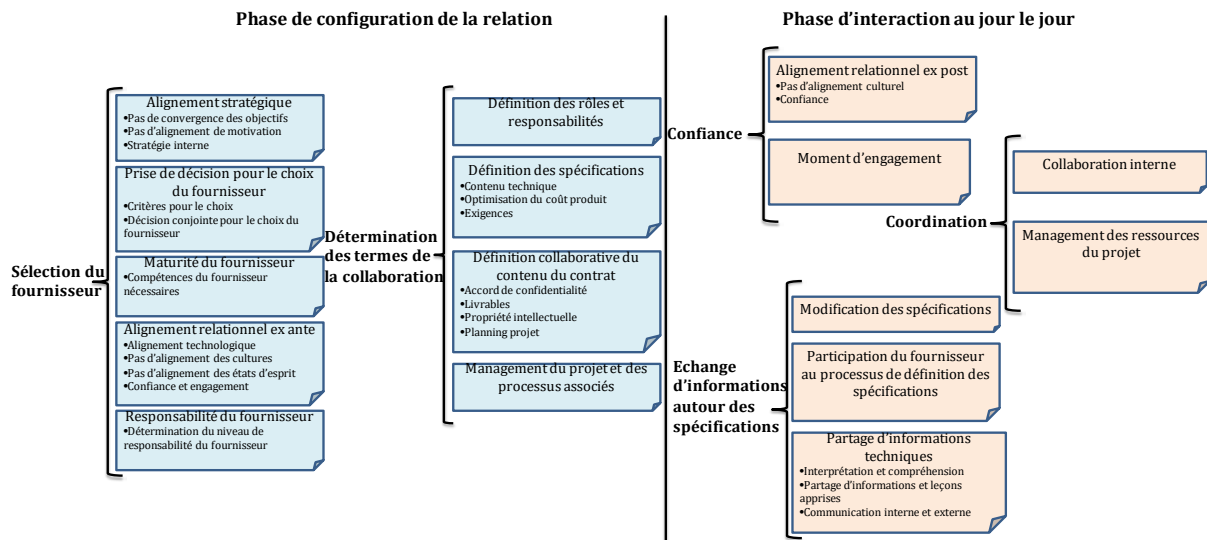 Phase de configuration de la relation
Sélection du
fournisseur
Alignement stratégique
•Pas de convergence des objectifs
•Pas d'alignement de motivation
•Stratégie interne
Prise de décision pour le choix
du fournisseur
•Critères pour le choix
•Décision conjointe pour le choix du
fournisseur
Maturité du fournisseur
•Compétences du fournisseur
nécessaires
Alignement relationnel ex ante
•Alignement technologique
•Pas d'alignement des cultures
•Pas d'alignement des états d'esprit
•Confiance et engagement
Responsabilité du fournisseur
•Détermination du niveau de
responsabilité du fournisseur
Détermination
des termes de
la collaboration
Définition des rôles et
responsabilités
Définition des spécifications
•Contenu technique
•Optimisation du coût produit
•Exigences
Définition collaborative du
contenu du contrat
•Accord de confidentialité
•Livrables
•Propriété intellectuelle
•Planning projet
Management du projet et des
processus associés
Phase d'interaction au jour le jour
Confiance
Alignement relationnel ex post
•Pas d'alignement culturel
•Confiance
Moment d'engagement
Coordination
Collaboration interne
Management des ressources
du projet
Echange
d'informations
autour des
spécifications
Modification des spécifications
Participation du fournisseur
au processus de définition des
spécifications
Partage d'informations
techniques
•Interprétation et compréhension
•Partage d'informations et leçons
apprises
•Communication interne et externe